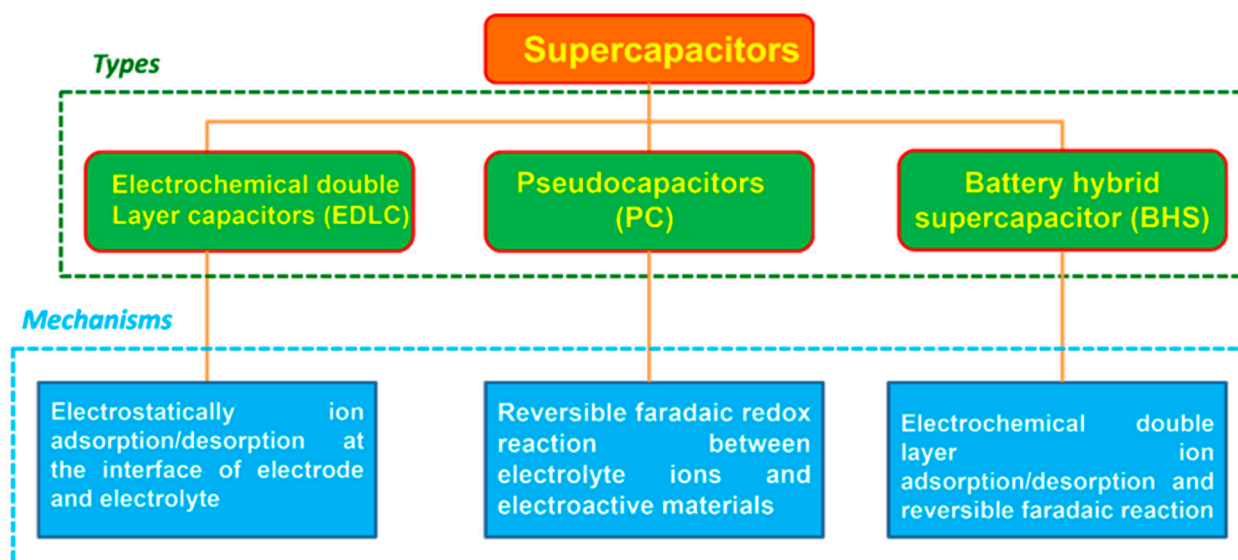 Supercapacitors
Types
Electrochemical double
Layer capacitors (EDLC)
Pseudocapacitors
(PC)
Battery hybrid
supercapacitor (BHS)
Mechanisms
Electrostatically ion
adsorption/desorption at
the interface of electrode
and electrolyte
Reversible faradaic redox
reaction between
electrolyte ions and
electroactive materials
Electrochemical double
layer ion
adsorption/desorption and
reversible faradaic reaction